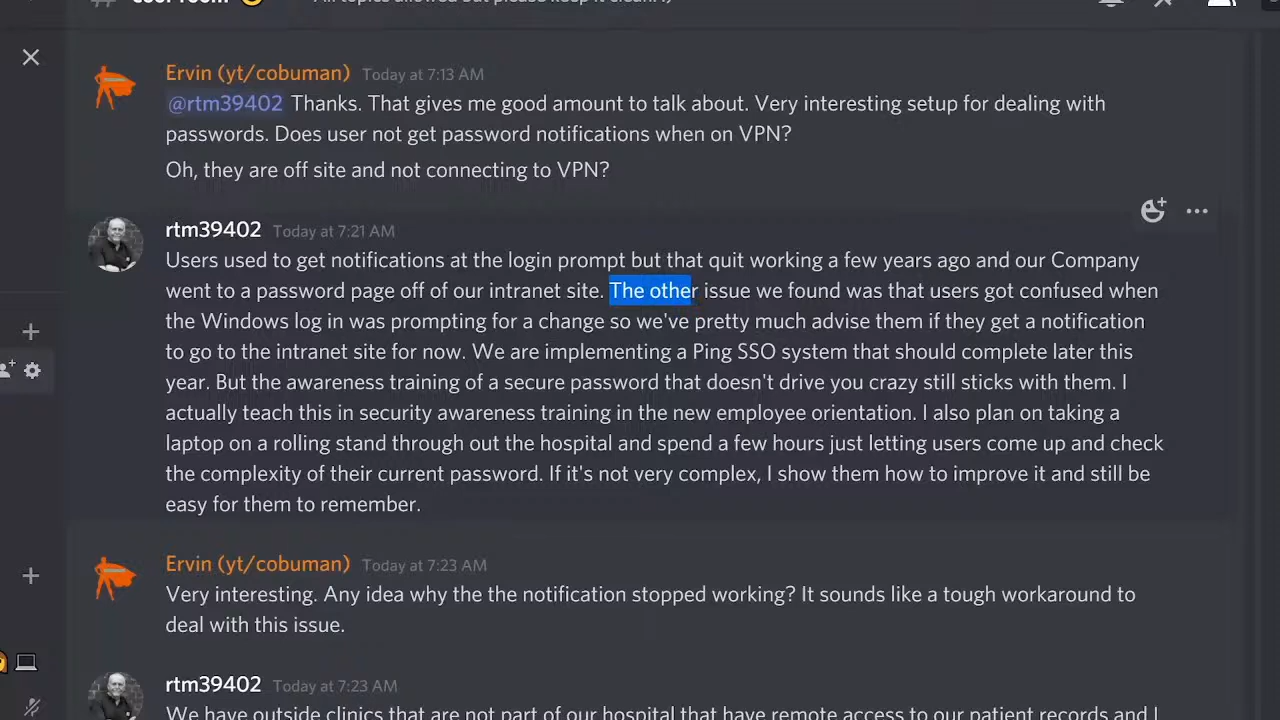 Ervin (yt/cobuman) Today at 7:13 AM
@rtm39402 Thanks. That gives me good amount to talk about. Very interesting setup for dealing with
passwords. Does user not get password notifications when on VPN?
Oh, they are off site and not connecting to VPN?
rtm39402 Today at 7:21 AM
Users used to get notifications at the login prompt but that quit working a few years ago and our Company
went to a password page off of our intranet site. The other issue we found was that users got confused when
the Windows log in was prompting for a change so we've pretty much advise them if they get a notification
to go to the intranet site for now. We are implementing a Ping SSO system that should complete later this
year. But the awareness training of a secure password that doesn't drive you crazy still sticks with them. I
actually teach this in security awareness training in the new employee orientation. I also plan on taking a
laptop on a rolling stand through out the hospital and spend a few hours just letting users come up and check
the complexity of their current password. If it's not very complex, I show them how to improve it and still be
easy for them to remember.
Ervin (yt/cobuman) Today at 7:23 AM
Very interesting. Any idea why the the notification stopped working? It sounds like a tough workaround to
deal with this issue.
rtm39402 Today at 7:23 AM
We have outside clinics that are not part of our hospital that have remote access to our patient records and I